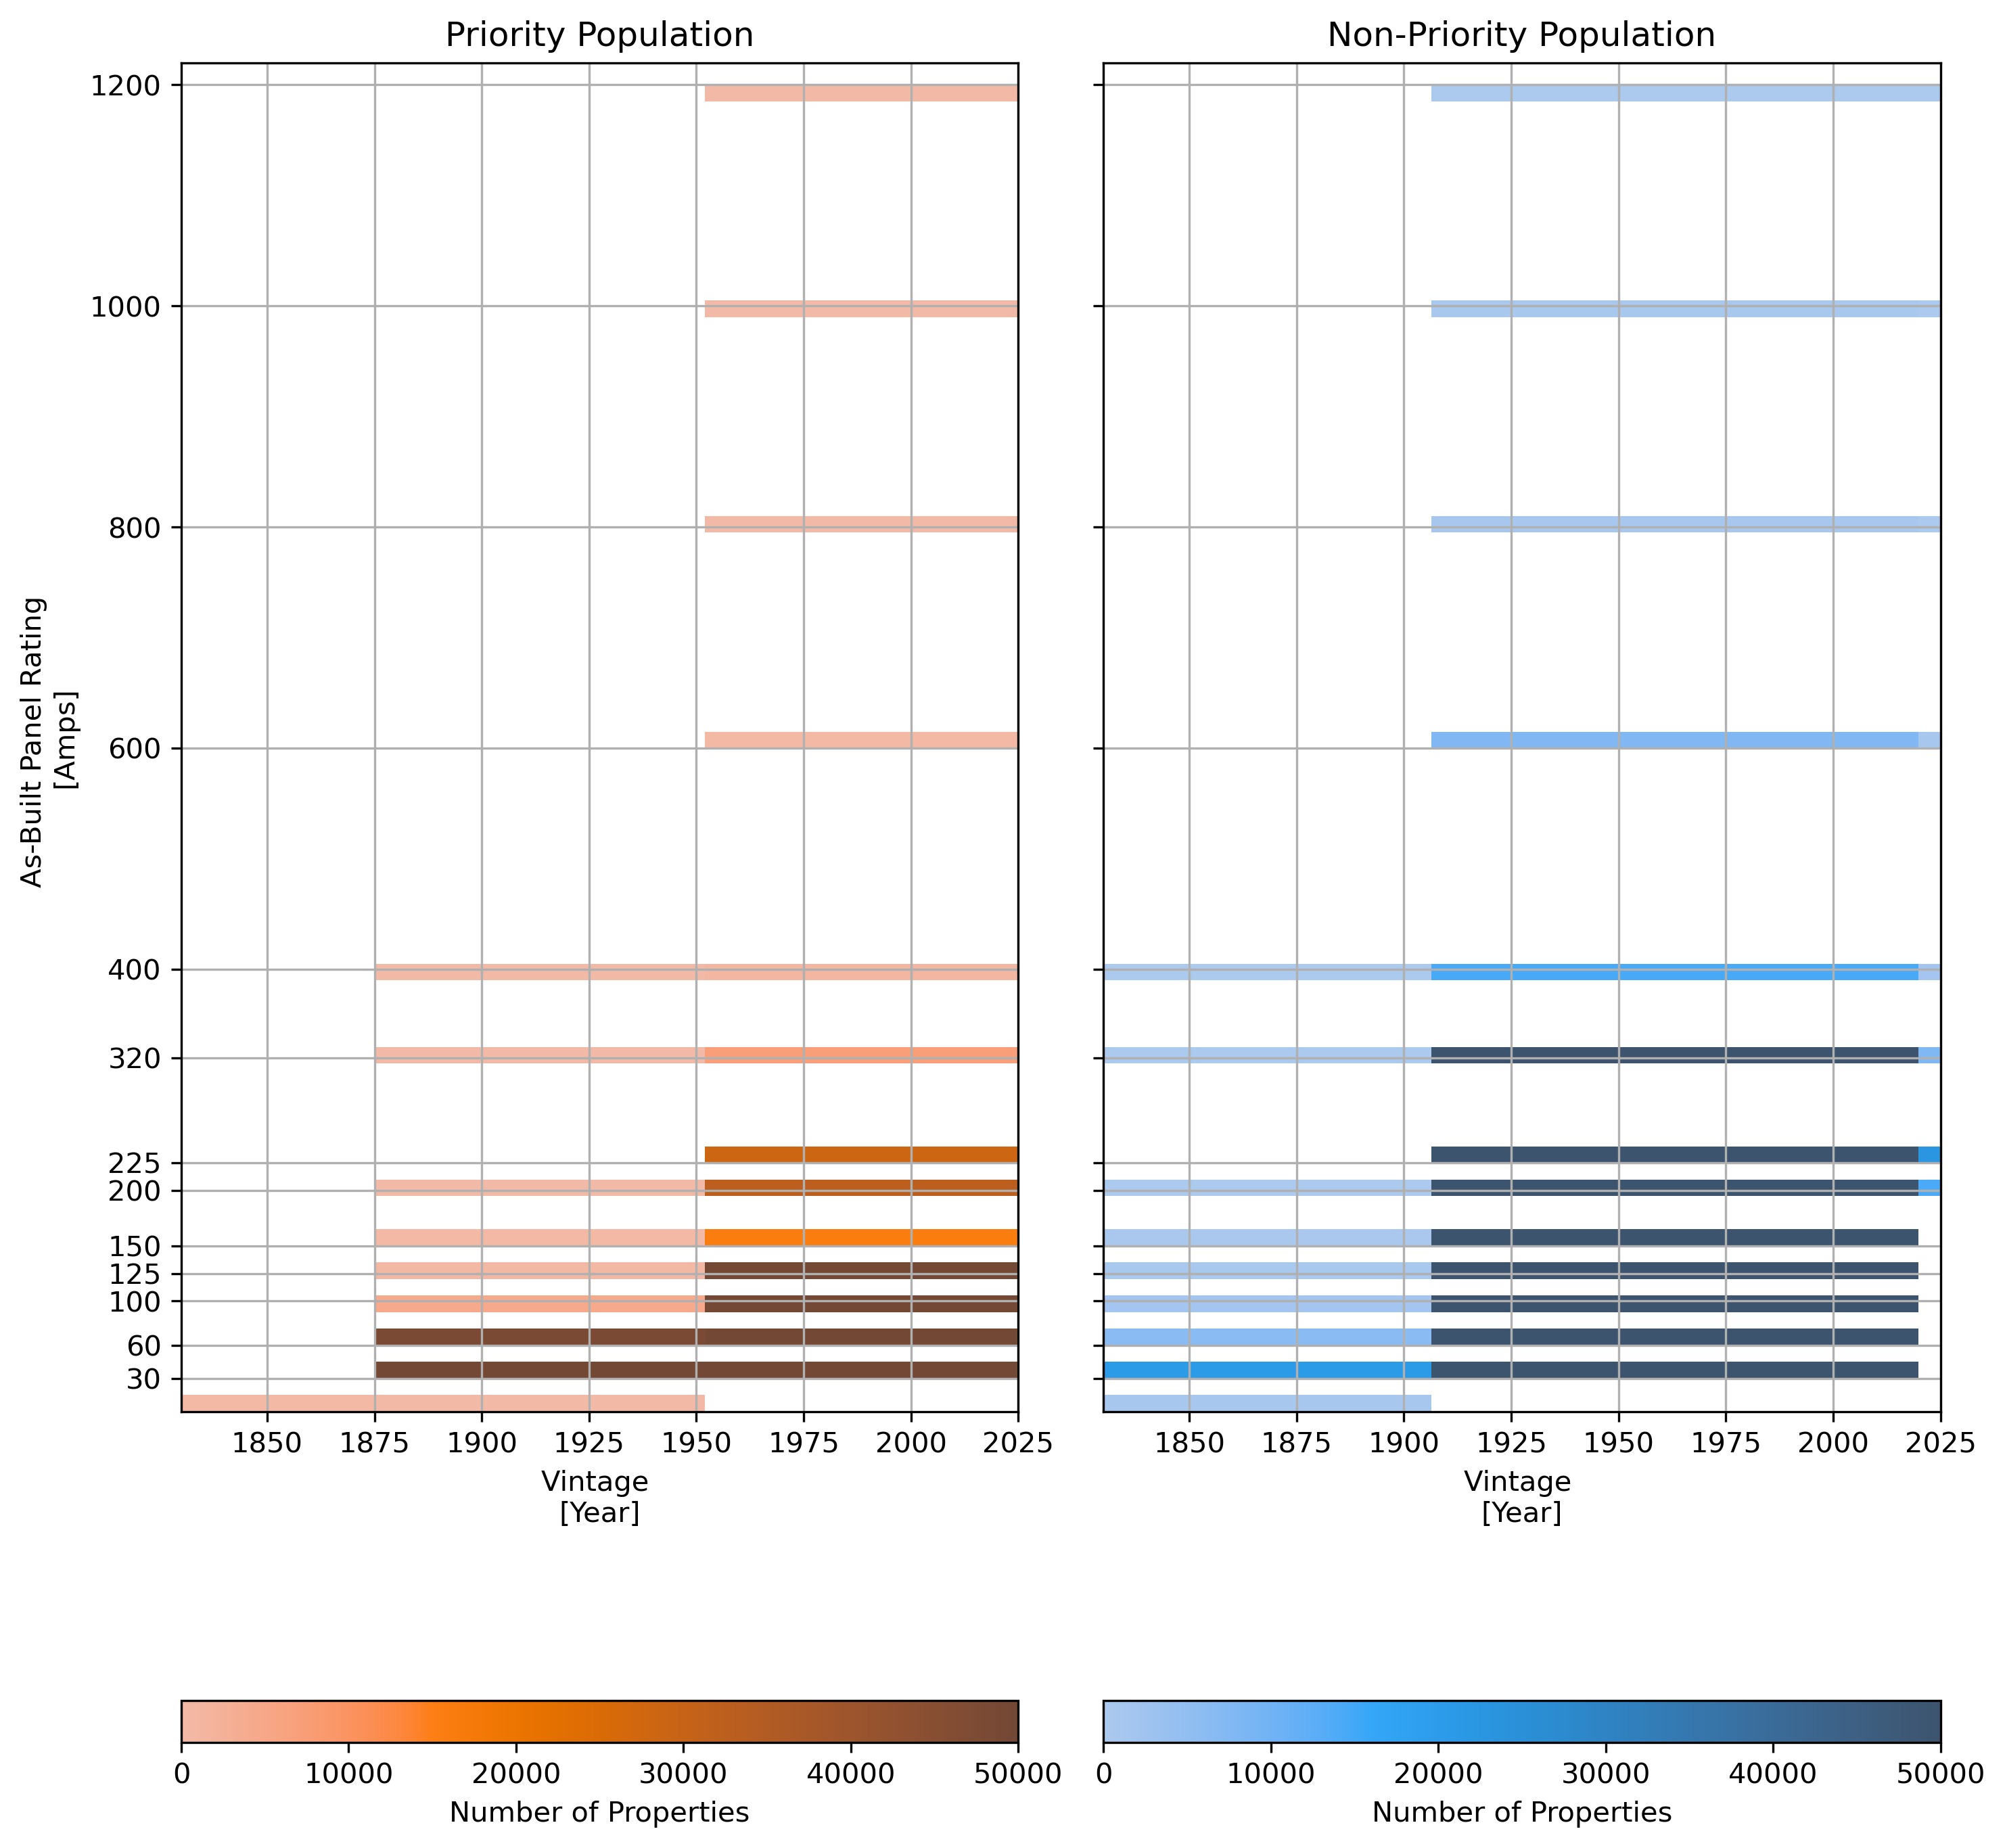 Priority Population
Non-Priority Population
1200
1000
800
600
400
320
225
200
150
125
100
60
30
As-Built Panel Rating
[Amps]
1850 1875 1900 1925 1950 1975 2000 2025
1850 1875 1900 1925 1950 1975 2000 2025
Vintage
[Year]
Vintage
[Year]
0 10000 20000 30000 40000 50000
Number of Properties
0 10000 20000 30000 40000 50000
Number of Properties